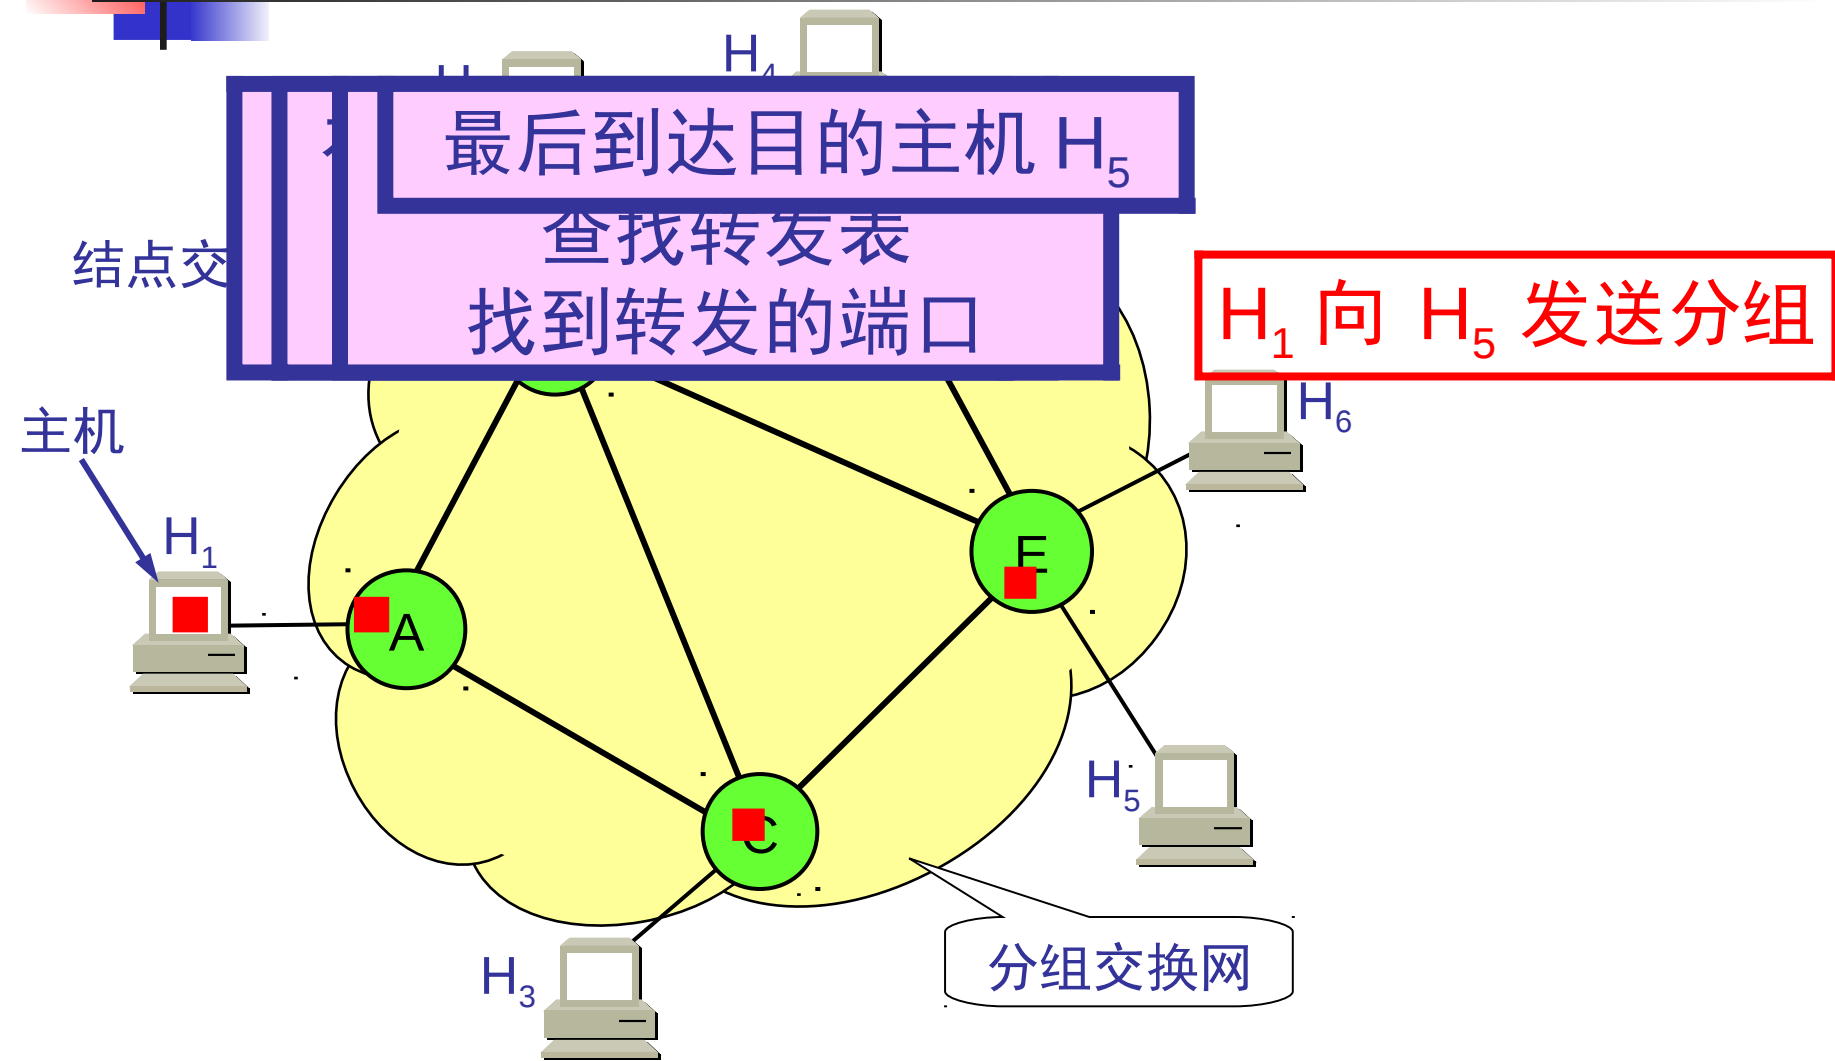 H4
最后到达目的主机 H5
查找转发表
结点交
找到转发的端口
H1 向 H5 发送分组
H6
主机
H1
E
A
H5
C
分组交换网
H3